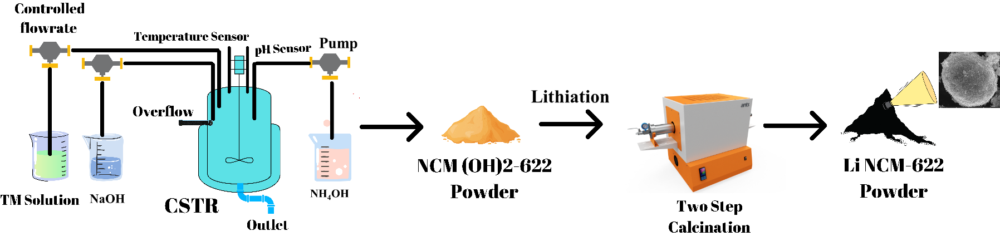 Controlled
flowrate
Temperature Sensor
pH Sensor
Pump
Overflow
TM Solution
NaOH
CSTR
Outlet
NH₄OH
NCM (OH)2-622
Powder
Lithiation
ants
Two Step
Calcination
Li NCM-622
Powder